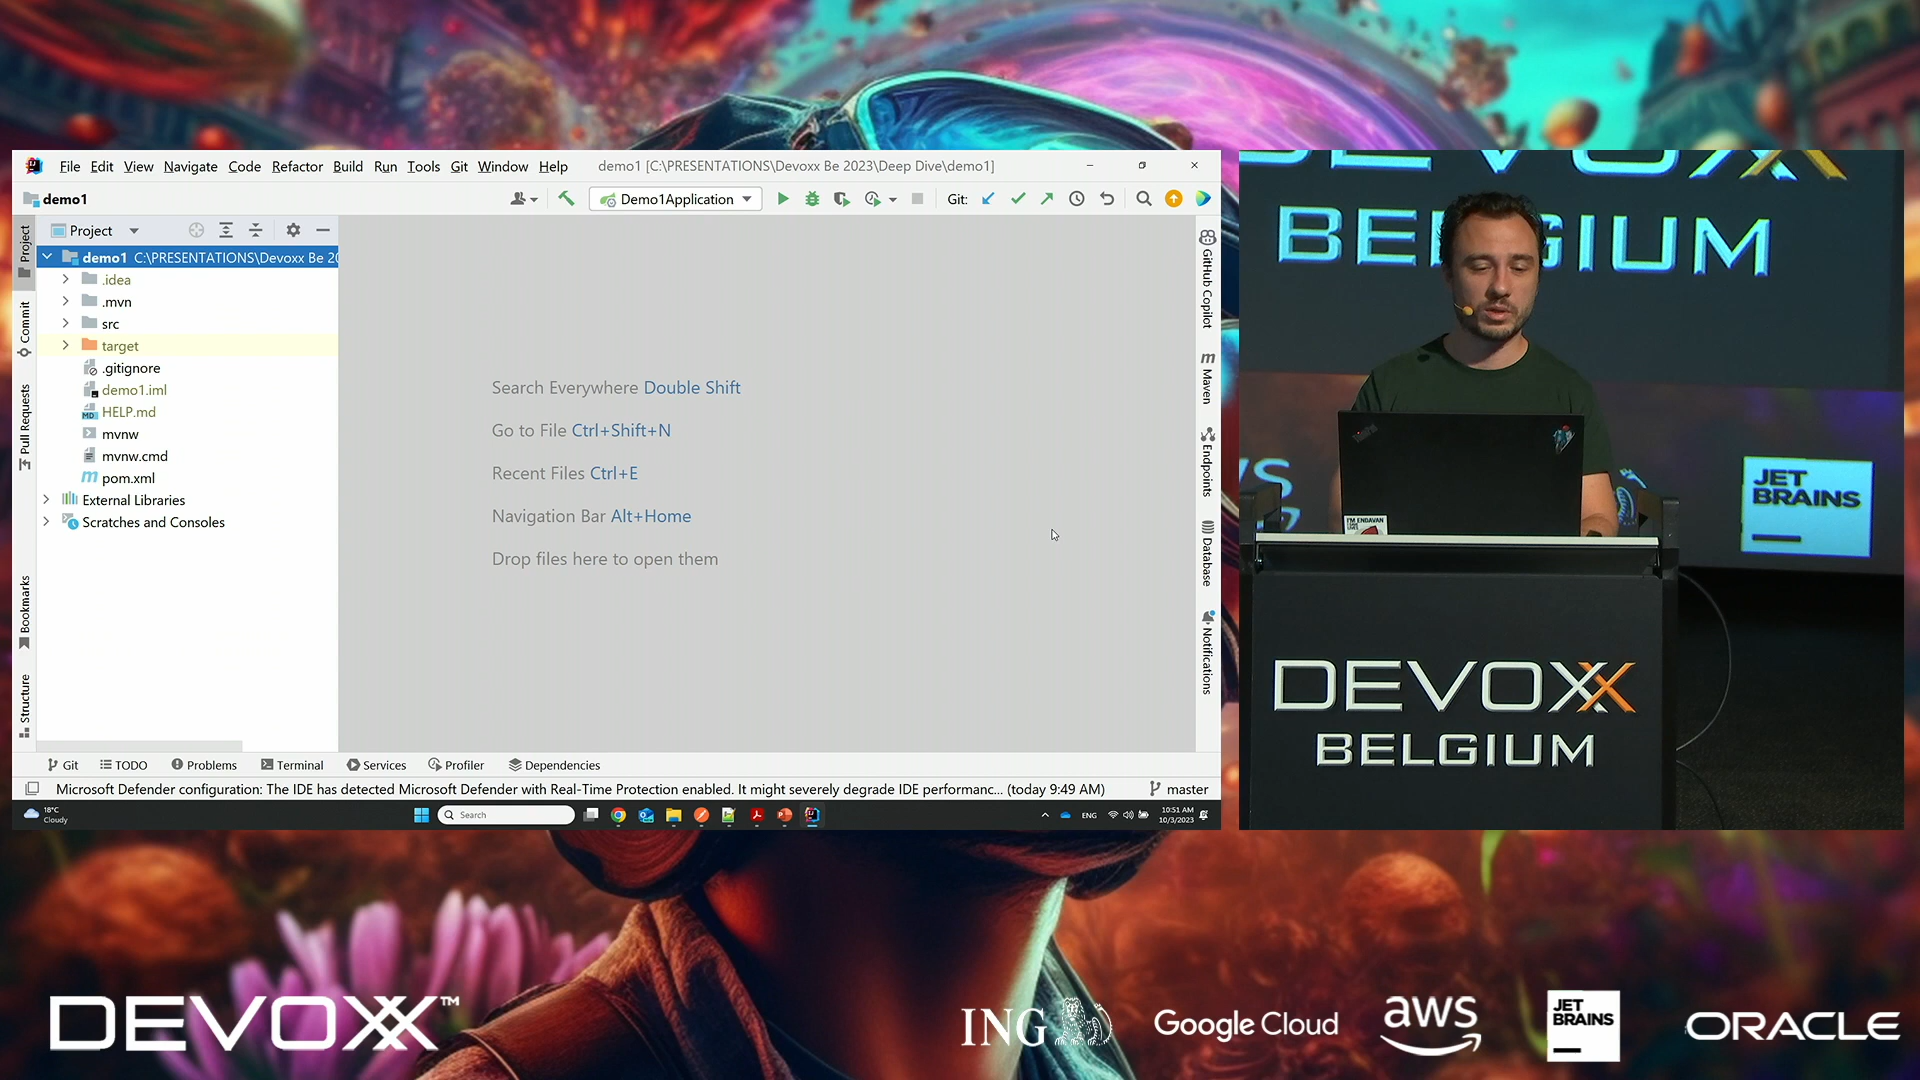 File Edit View Navigate Code Refactor Build Run Tools Git Window Help
demo1 [C:\PRESENTATIONS\Devoxx Be 2023\Deep Dive\demo1]
demo1
Demo1Application
Git:
Project
Project
Commit
Pull Requests
Bookmarks
Structure
demo1 C:\PRESENTATIONS\Devoxx Be 20
.idea
.mvn
src
target
.gitignore
demo1.iml
HELP.md
mvnw
mvnw.cmd
pom.xml
External Libraries
Scratches and Consoles
Search Everywhere Double Shift
Go to File Ctrl+Shift+N
Recent Files Ctrl+E
Navigation Bar Alt+Home
Drop files here to open them
GitHub Copilot
Maven
Endpoints
Database
Notifications
Git TODO Problems Terminal Services Profiler Dependencies
Microsoft Defender configuration: The IDE has detected Microsoft Defender with Real-Time Protection enabled. It might severely degrade IDE performanc... (today 9:49 AM)
master
18°C
Cloudy
Search
ENG
10:51 AM
10/3/2023
DEVOXX
BELGIUM
JET
BRAINS
I'M ENDAVAN
DEVOXX
BELGIUM
DEVOXX™
ING
Google Cloud
aws
JET
BRAINS
ORACLE